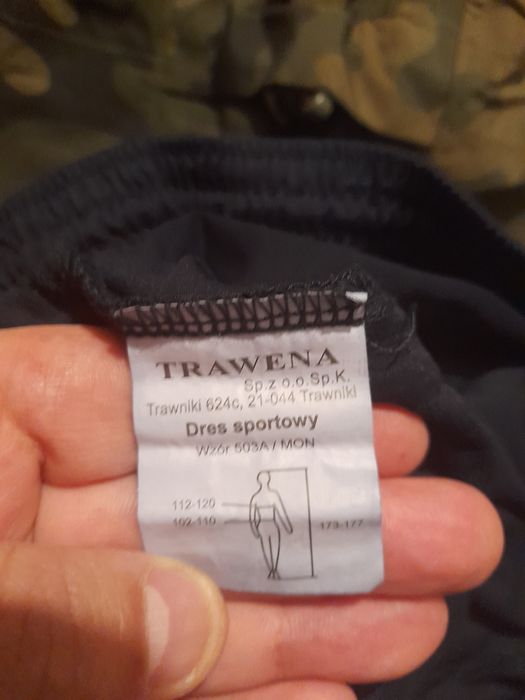 TRAWENA
Sp.z o.o.Sp.K.
Trawniki 624c, 21-044 Trawniki
Dres sportowy
Wzór 503A / MON
112-120
102-110
173-177